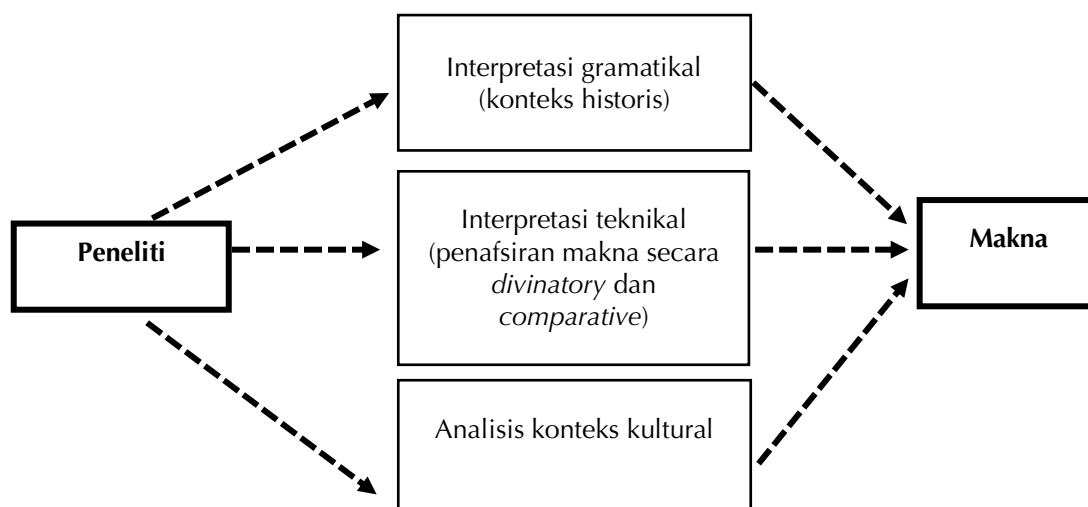 Interpretasi gramatikal
(konteks historis)
Peneliti
Interpretasi teknikal
(penafsiran makna secara
divinatory dan
comparative)
Analisis konteks kultural
Makna